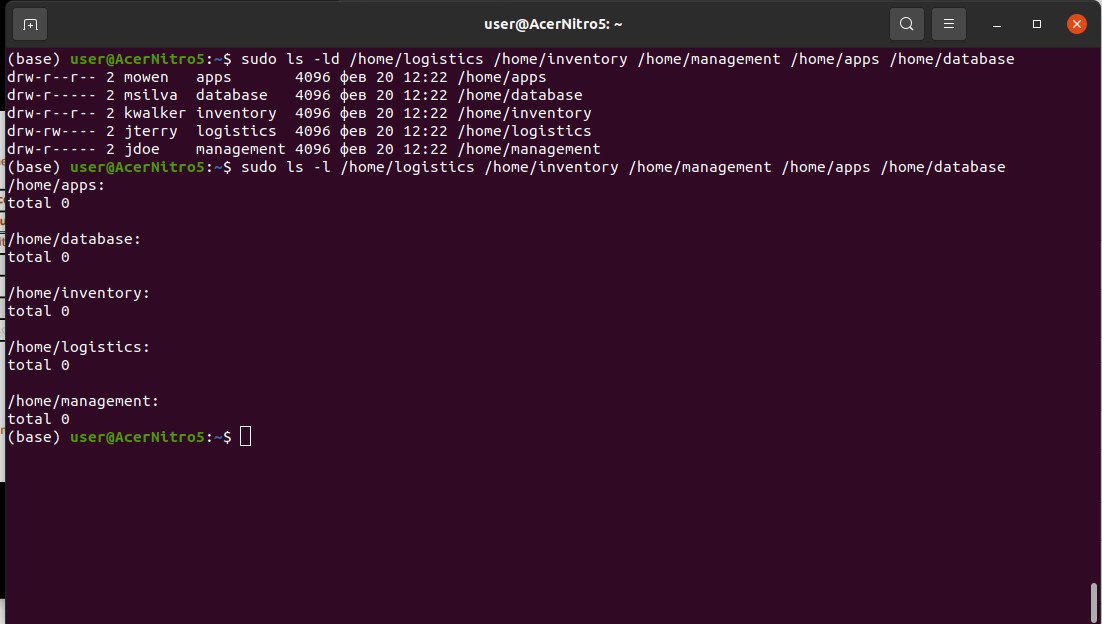 user@AcerNitro5: ~
(base) user@AcerNitro5:~$ sudo ls -ld /home/logistics /home/inventory /home/management /home/apps /home/database
drw-r--r-- 2 mowen   apps       4096 фев 20 12:22 /home/apps
drw-r----- 2 msilva  database   4096 фев 20 12:22 /home/database
drw-r--r-- 2 kwalker inventory  4096 фев 20 12:22 /home/inventory
drw-rw---- 2 jterry  logistics  4096 фев 20 12:22 /home/logistics
drw-r----- 2 jdoe    management 4096 фев 20 12:22 /home/management
(base) user@AcerNitro5:~$ sudo ls -l /home/logistics /home/inventory /home/management /home/apps /home/database
/home/apps:
total 0
/home/database:
total 0
/home/inventory:
total 0
/home/logistics:
total 0
/home/management:
total 0
(base) user@AcerNitro5:~$